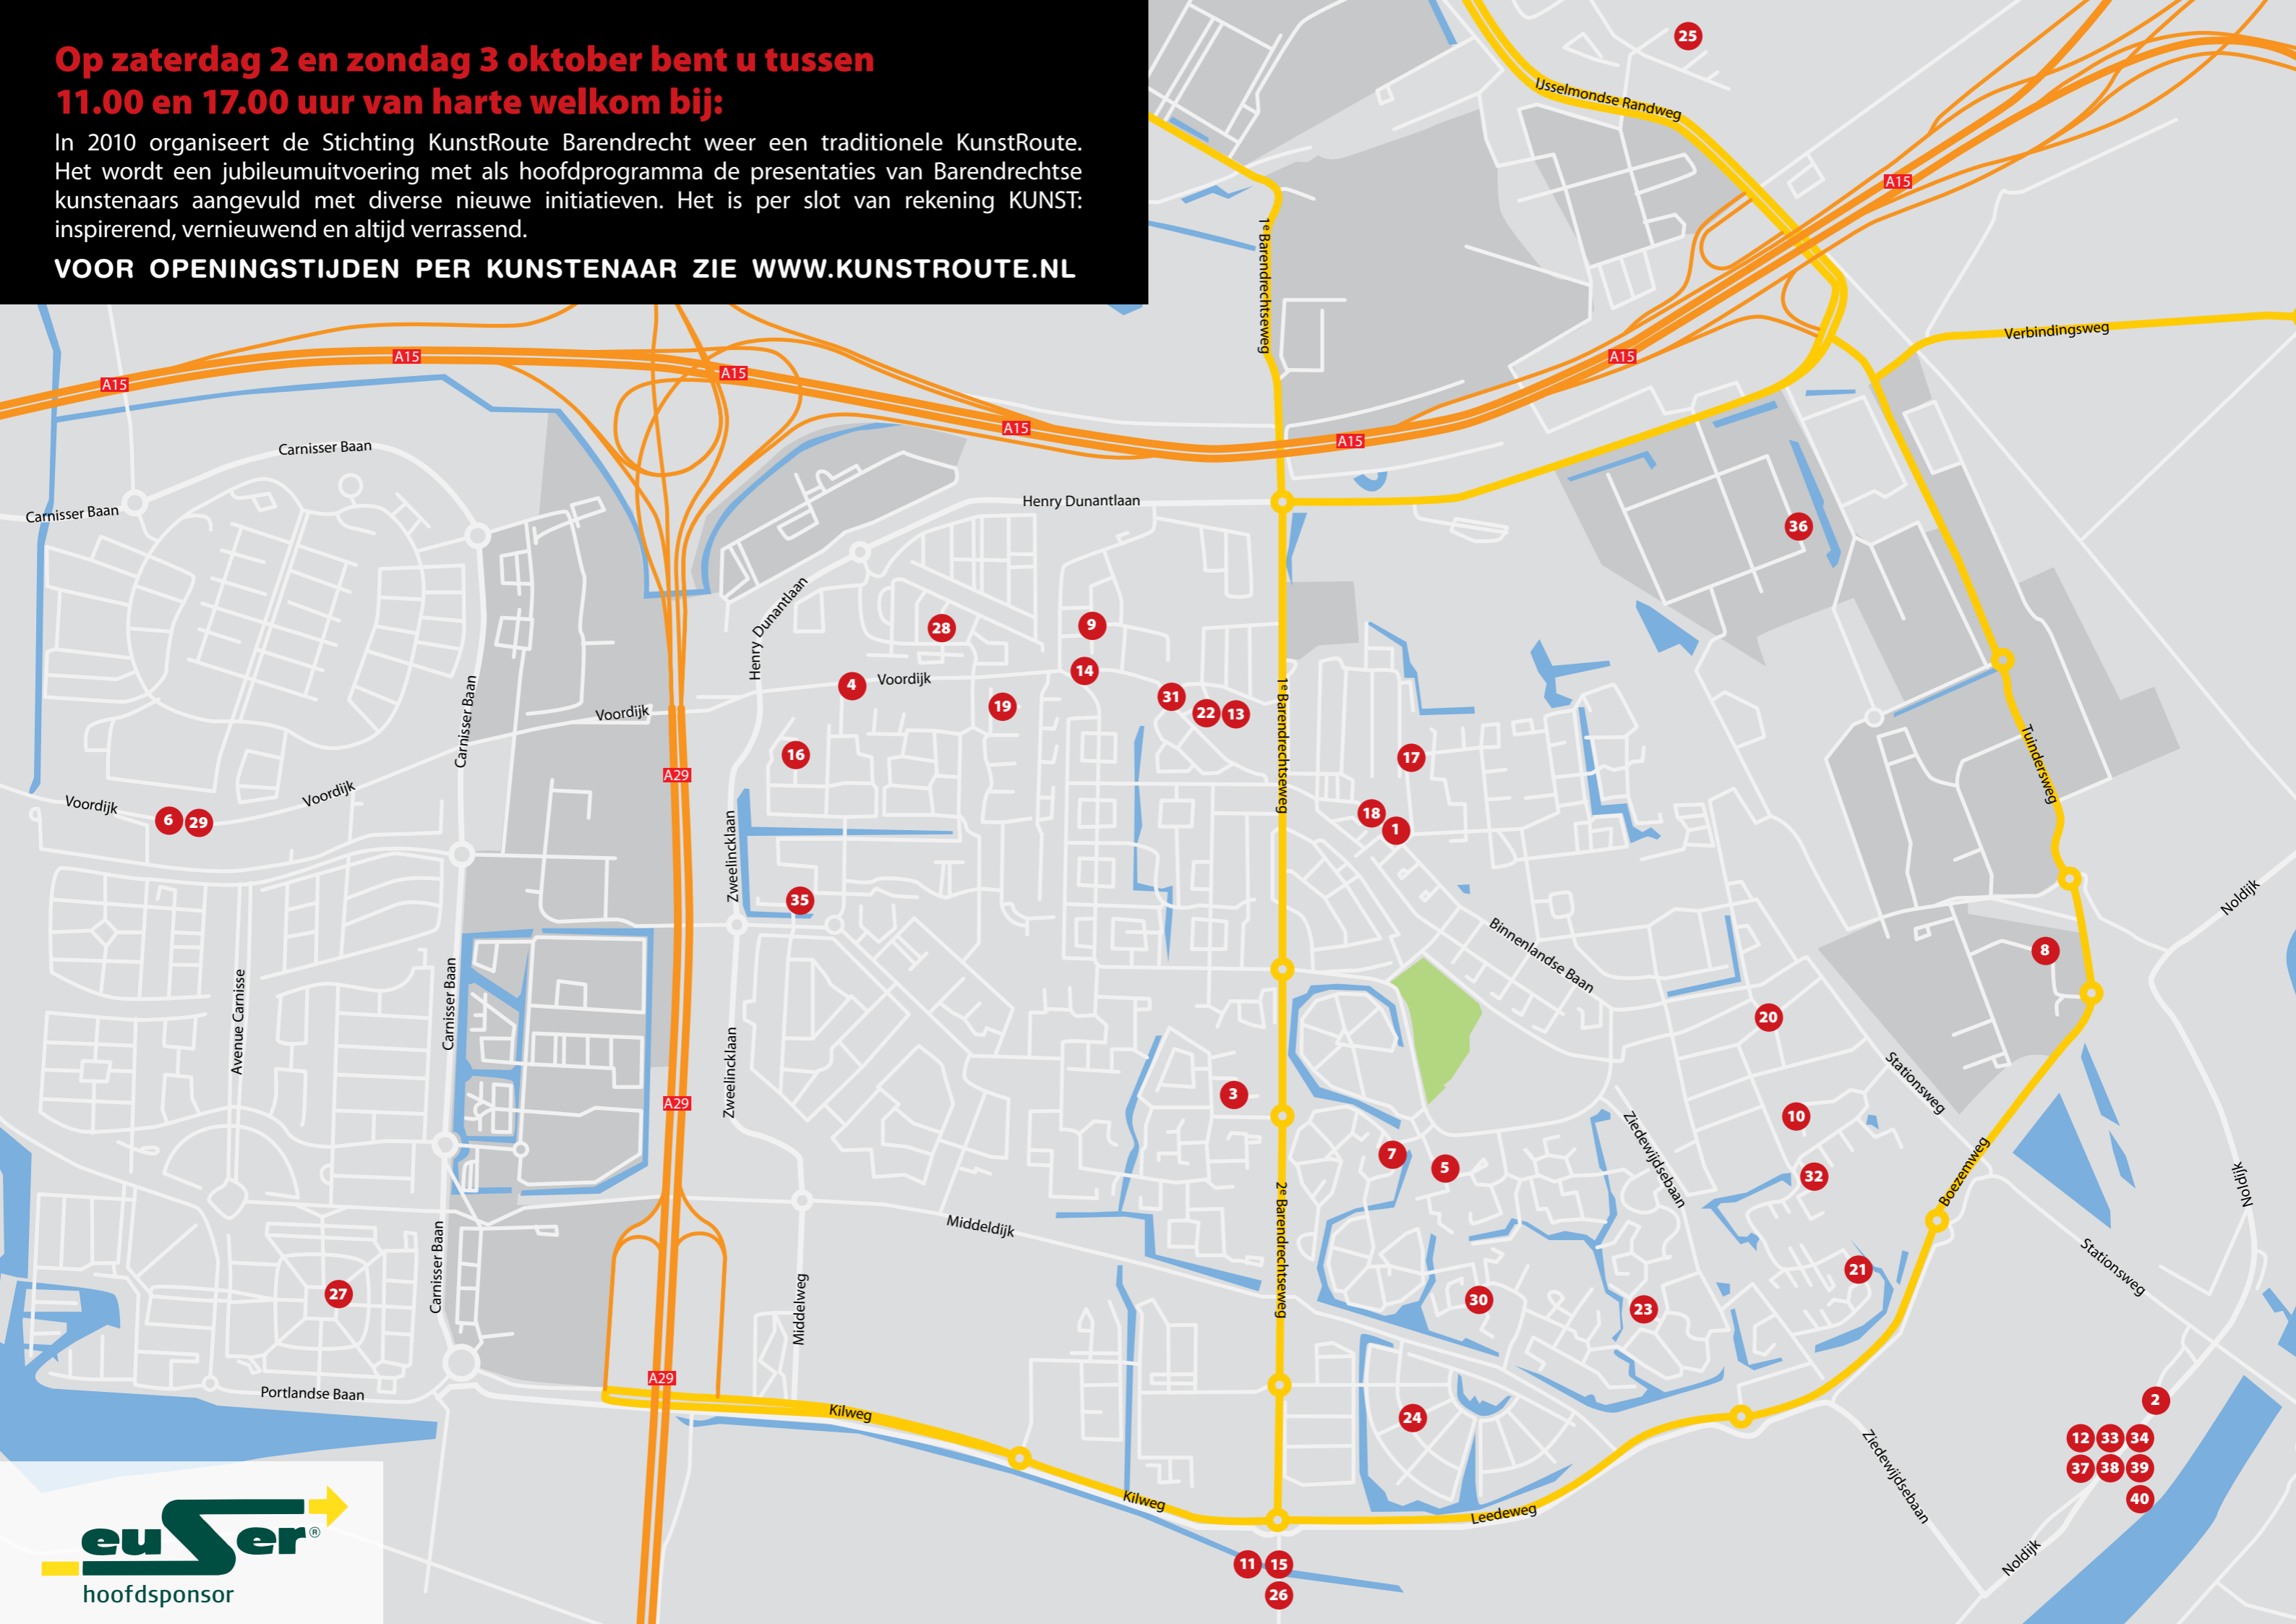 Op zaterdag 2 en zondag 3 oktober bent u tussen
11.00 en 17.00 uur van harte welkom bij:
In 2010 organiseert de Stichting KunstRoute Barendrecht weer een traditionele KunstRoute.
Het wordt een jubileumuitvoering met als hoofdprogramma de presentaties van Barendrechtse
kunstenaars aangevuld met diverse nieuwe initiatieven. Het is per slot van rekening KUNST:
inspirerend, vernieuwend en altijd verrassend.
VOOR OPENINGSTIJDEN PER KUNSTENAAR ZIE WWW.KUNSTROUTE.NL
25
IJsselmondse Randweg
A15
1e Barendrechtseweg
Verbindingsweg
A15
A15
A15
A15
A15
A15
Carnisser Baan
Carnisser Baan
Henry Dunantlaan
36
Henry Dunantlaan
28
9
14
4
Voordijk
19
31
22
13
Voordijk
Carnisser Baan
1e Barendrechtseweg
16
17
A29
Tuindersweg
Voordijk
Voordijk
6
29
18
1
Zweelincklaan
35
Noldijk
Binnenlandse Baan
8
Avenue Carnisse
Carnisser Baan
20
Zweelincklaan
Stationsweg
3
A29
10
Ziedewijdsebaan
7
5
32
Boezemweg
Noldijk
2e Barendrechtseweg
Middeldijk
Carnisser Baan
Stationsweg
21
27
30
23
Middelweg
A29
Portlandse Baan
Kilweg
24
2
12
33
34
37
38
39
40
Ziedewijdsebaan
Kilweg
Leedeweg
Noldijk
11
15
26
euser®
hoofdsponsor